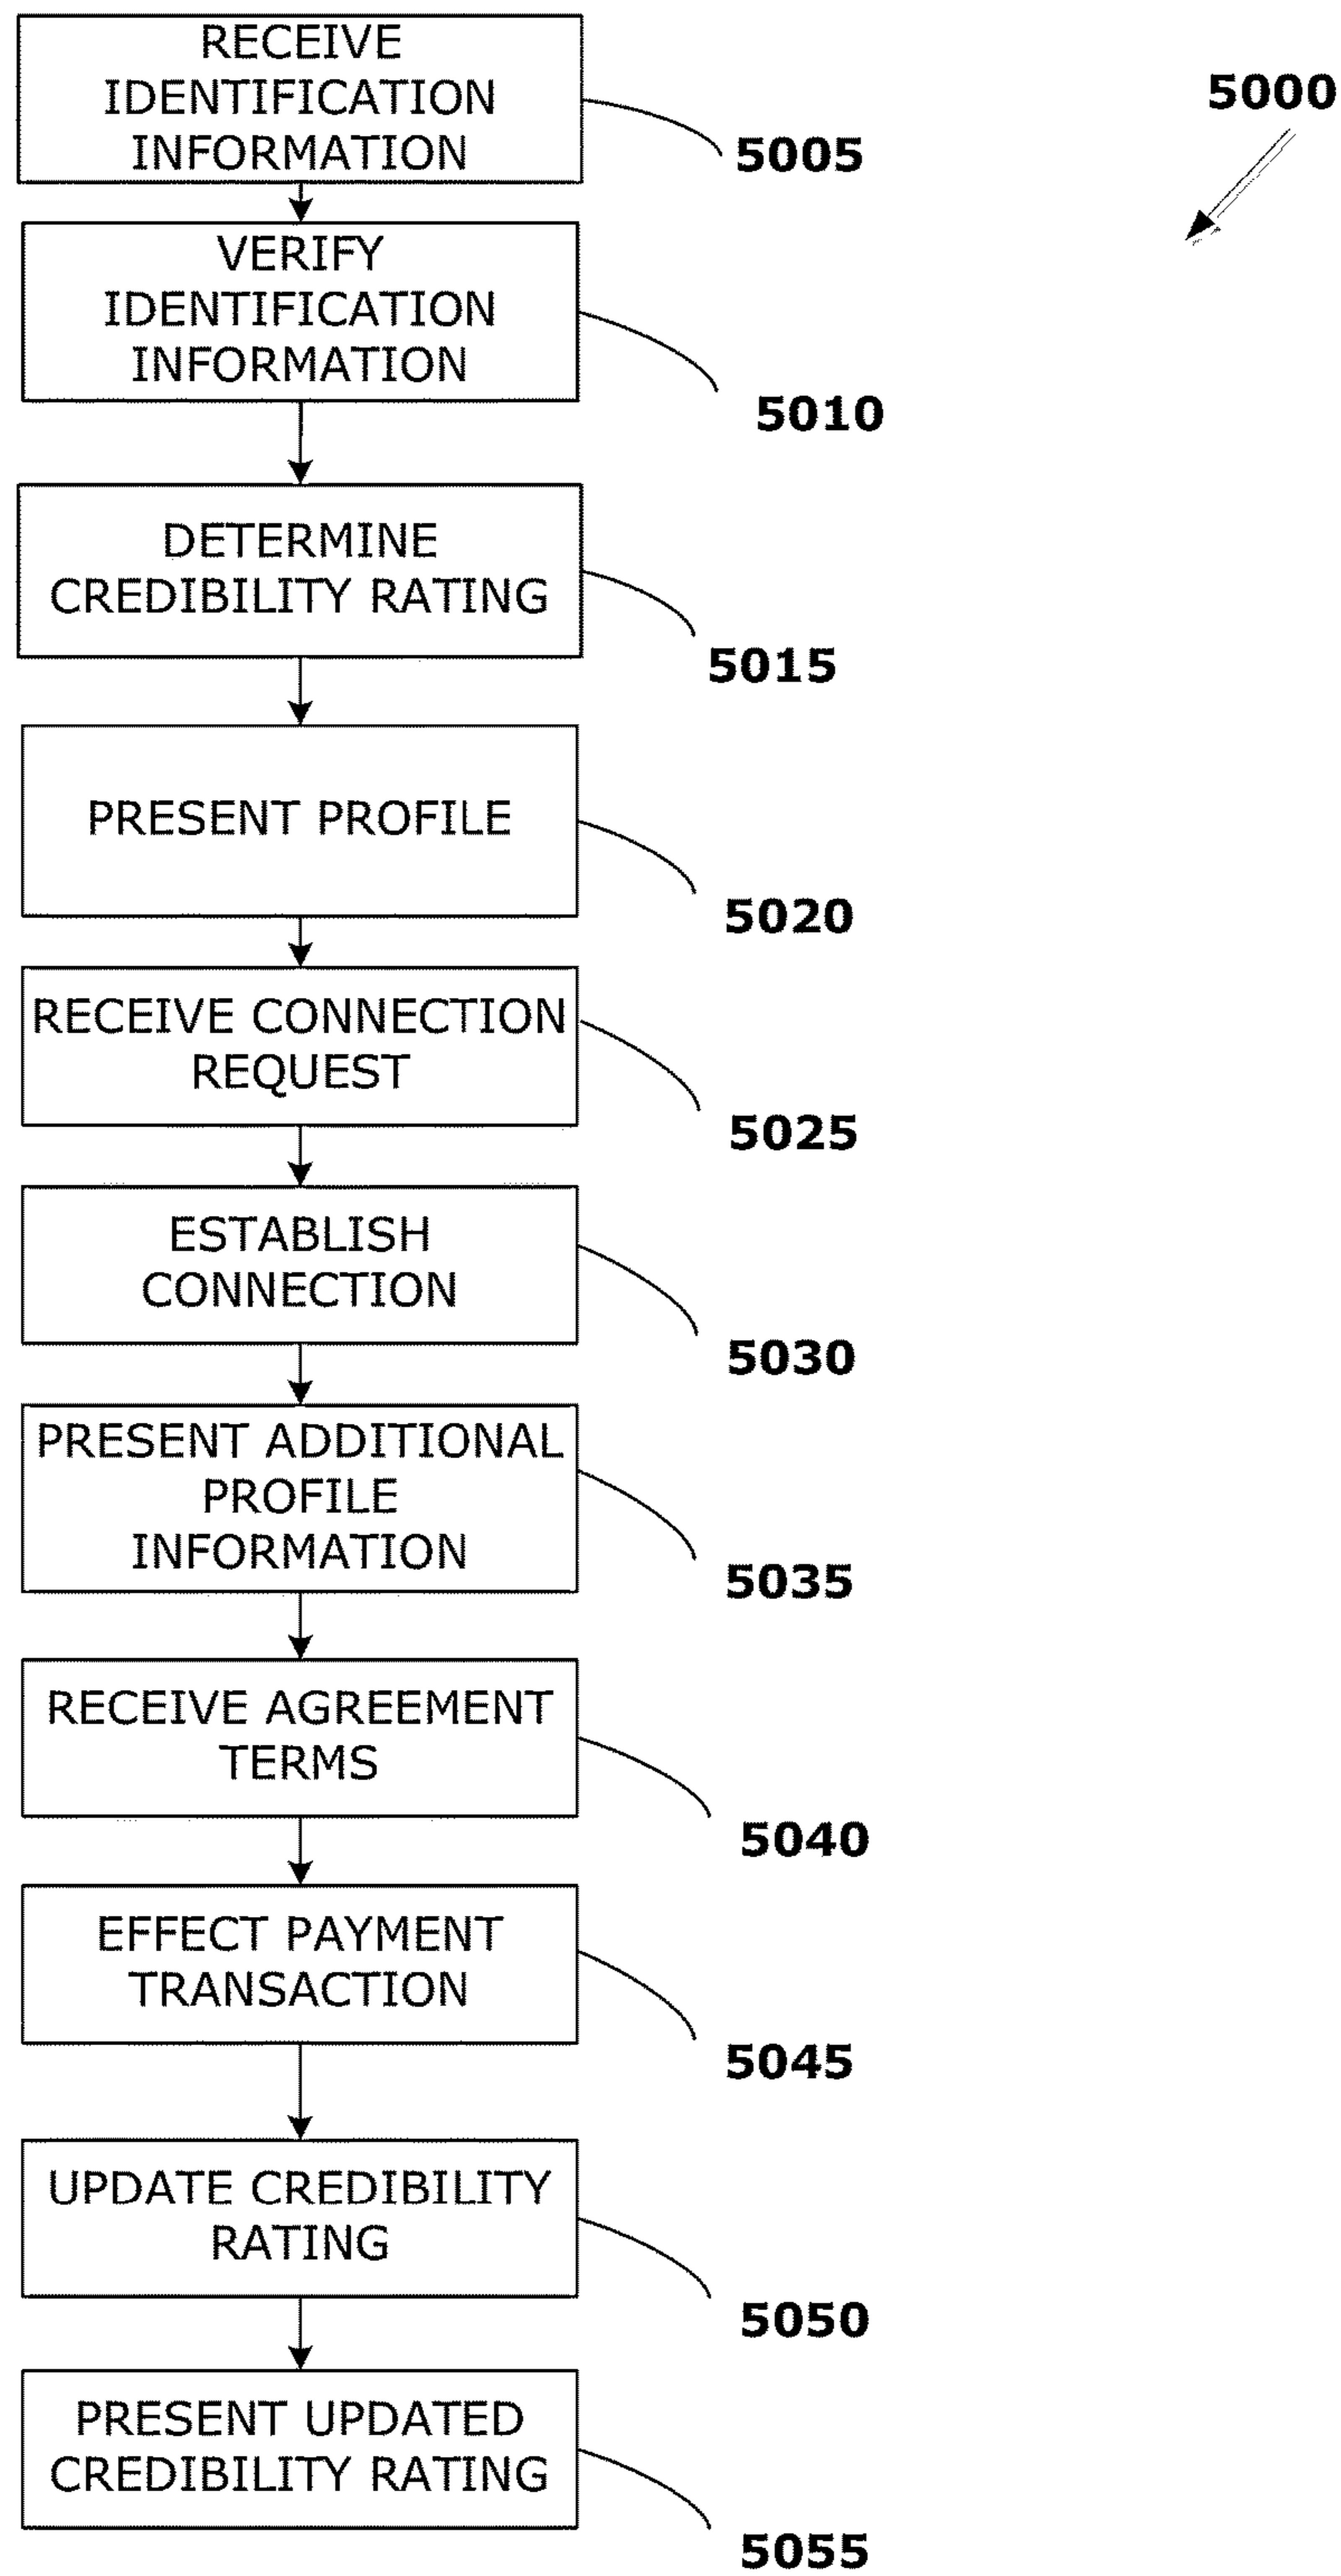 RECEIVE
IDENTIFICATION
INFORMATION
5000
5005
VERIFY
IDENTIFICATION
INFORMATION
5010
DETERMINE
CREDIBILITY RATING
5015
PRESENT PROFILE
5020
RECEIVE CONNECTION
REQUEST
5025
ESTABLISH
CONNECTION
5030
PRESENT ADDITIONAL
PROFILE
INFORMATION
5035
RECEIVE AGREEMENT
TERMS
5040
EFFECT PAYMENT
TRANSACTION
5045
UPDATE CREDIBILITY
RATING
5050
PRESENT UPDATED
CREDIBILITY RATING
5055